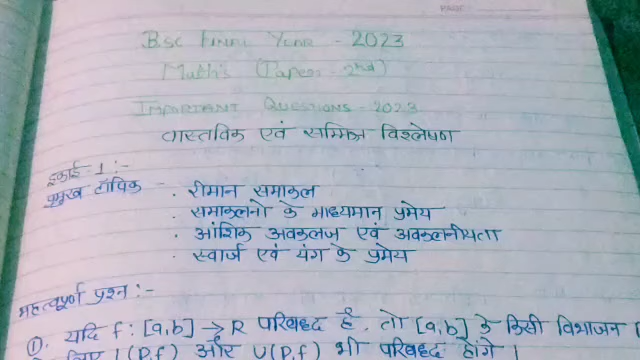 PAGE
BSC FINAL YEAR - 2023
Math's (Paper - 2nd)
IMPORTANT QUESTIONS - 2023
वास्तविक एवं सम्मिश्र विश्लेषण
इकाई 1 :-
प्रमुख टॉपिक - . रीमान समाकल
. समाकलनो के माध्यमान प्रमेय
. आंशिक अवकलज एवं अवकलनीयता
. स्वार्ज एवं यंग के प्रमेय
महत्वपूर्ण प्रश्न :-
①. यदि f : [a,b] → R परिबद्ध है, तो [a,b] के किसी विभाजन
के लिए L(P,f) और U(P,f) भी परिबद्ध होंगे ।